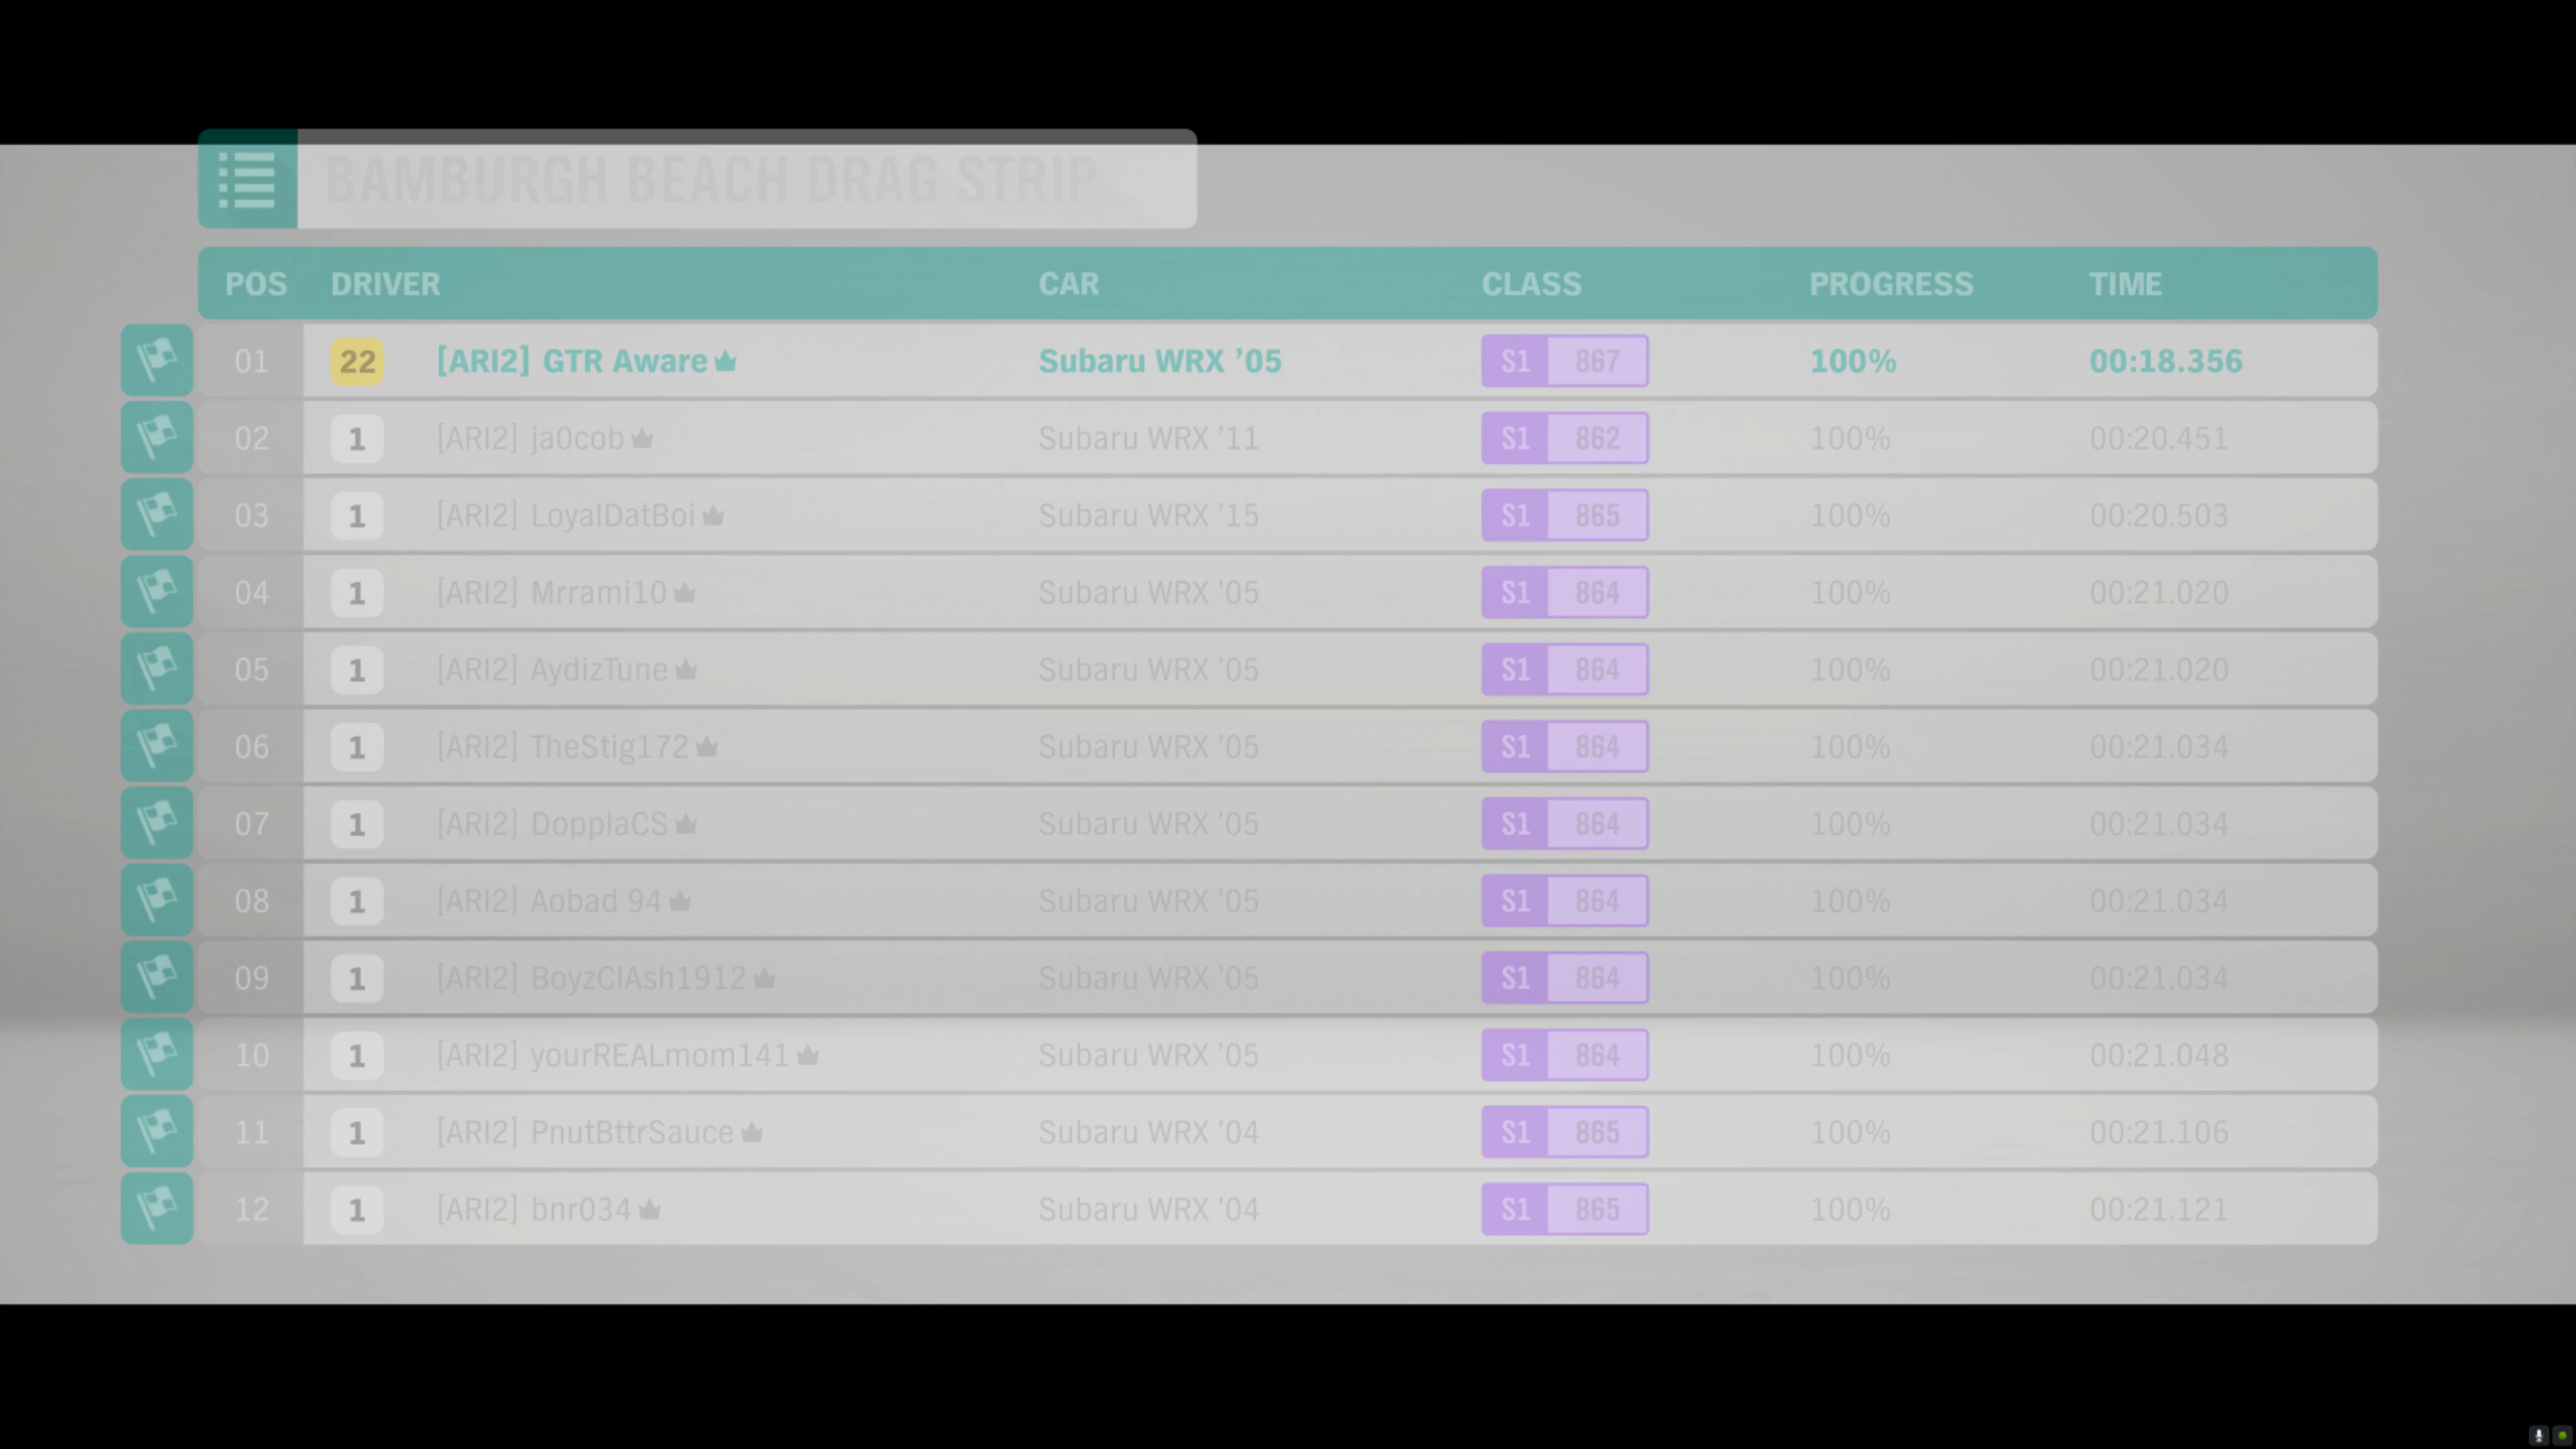 BAMBURGH BEACH DRAG STRIP
POS DRIVER CAR CLASS PROGRESS TIME
01 22 [ARI2] GTR Aware Subaru WRX ’05 S1 867 100% 00:18.356
02 1 [ARI2] ja0cob Subaru WRX ’11 S1 862 100% 00:20.451
03 1 [ARI2] LoyalDatBoi Subaru WRX ’15 S1 865 100% 00:20.503
04 1 [ARI2] Mrrami10 Subaru WRX ’05 S1 864 100% 00:21.020
05 1 [ARI2] AydizTune Subaru WRX ’05 S1 864 100% 00:21.020
06 1 [ARI2] TheStig172 Subaru WRX ’05 S1 864 100% 00:21.034
07 1 [ARI2] DopplaCS Subaru WRX ’05 S1 864 100% 00:21.034
08 1 [ARI2] Aobad 94 Subaru WRX ’05 S1 864 100% 00:21.034
09 1 [ARI2] BoyzClAsh1912 Subaru WRX ’05 S1 864 100% 00:21.034
10 1 [ARI2] yourREALmom141 Subaru WRX ’05 S1 864 100% 00:21.048
11 1 [ARI2] PnutBttrSauce Subaru WRX ’04 S1 865 100% 00:21.106
12 1 [ARI2] bnr034 Subaru WRX ’04 S1 865 100% 00:21.121